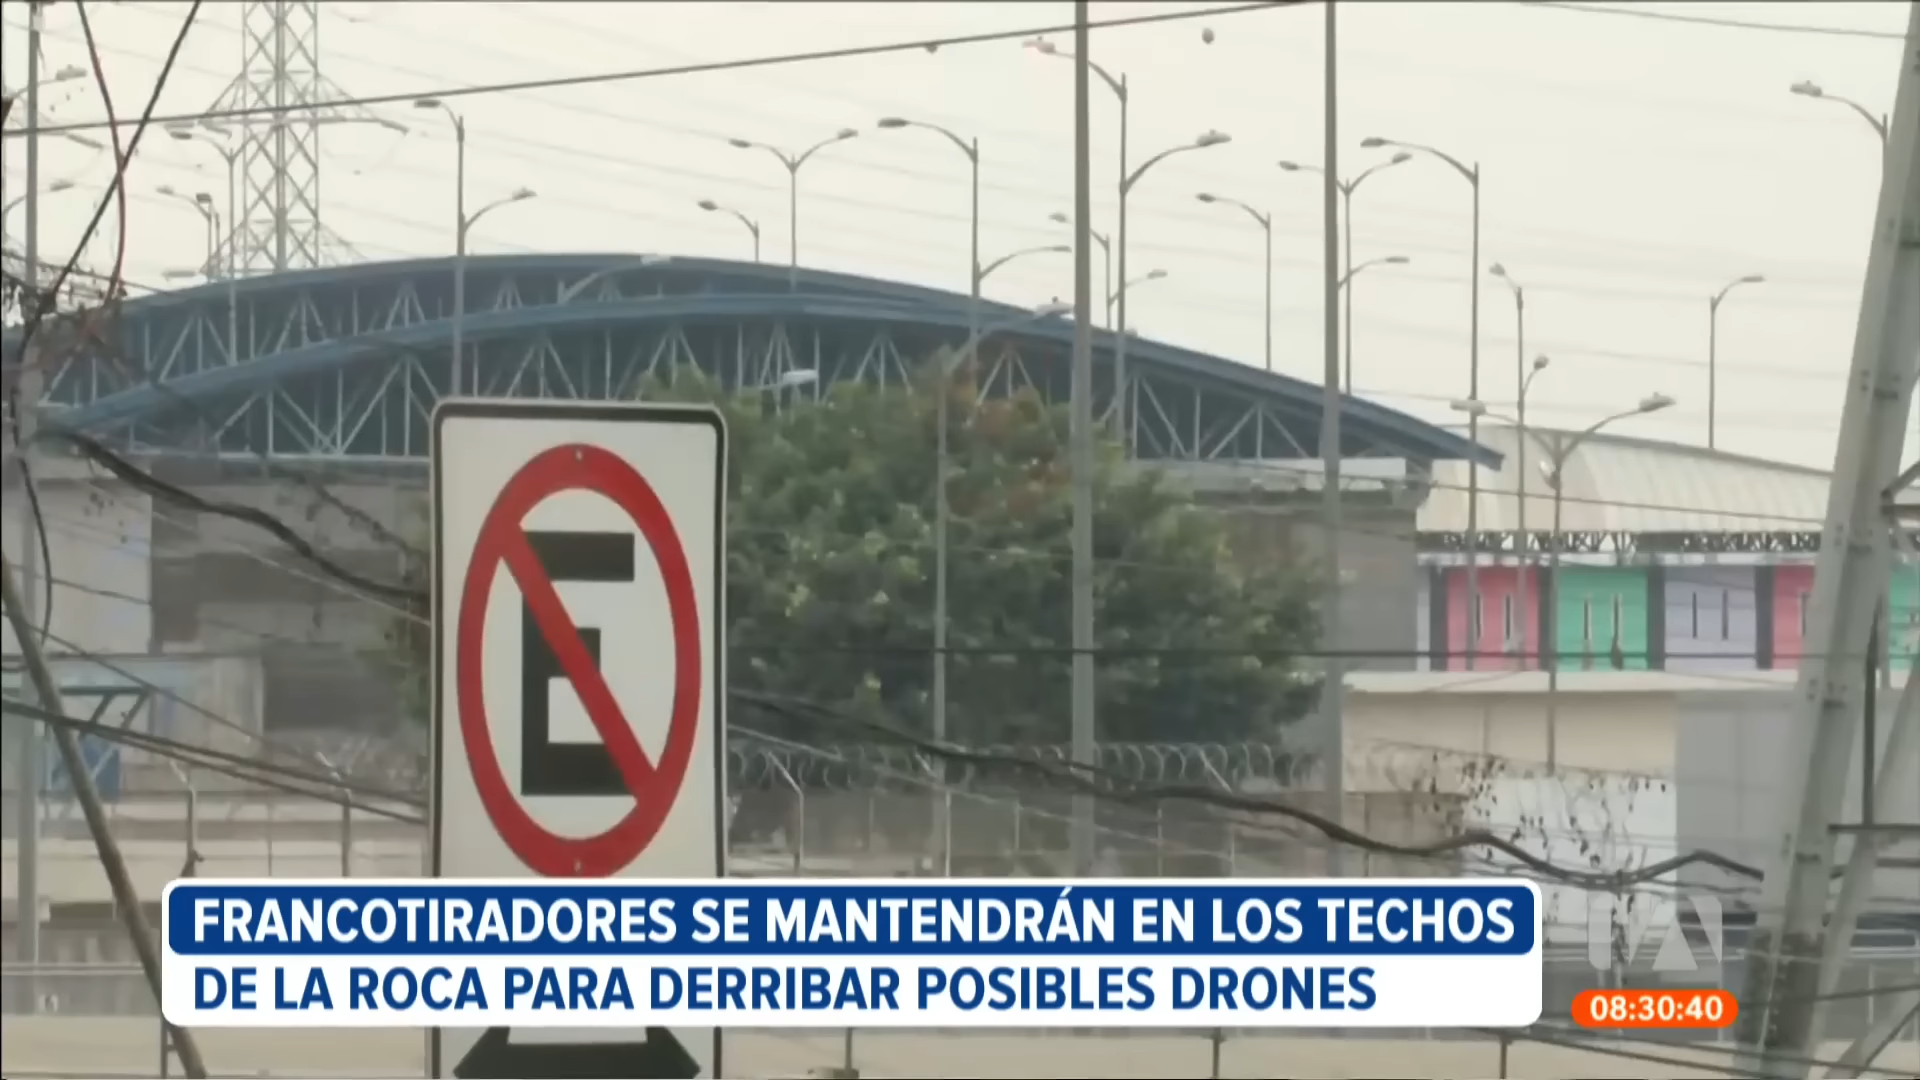 E
FRANCOTIRADORES SE MANTENDRÁN EN LOS TECHOS
DE LA ROCA PARA DERRIBAR POSIBLES DRONES
08:30:40